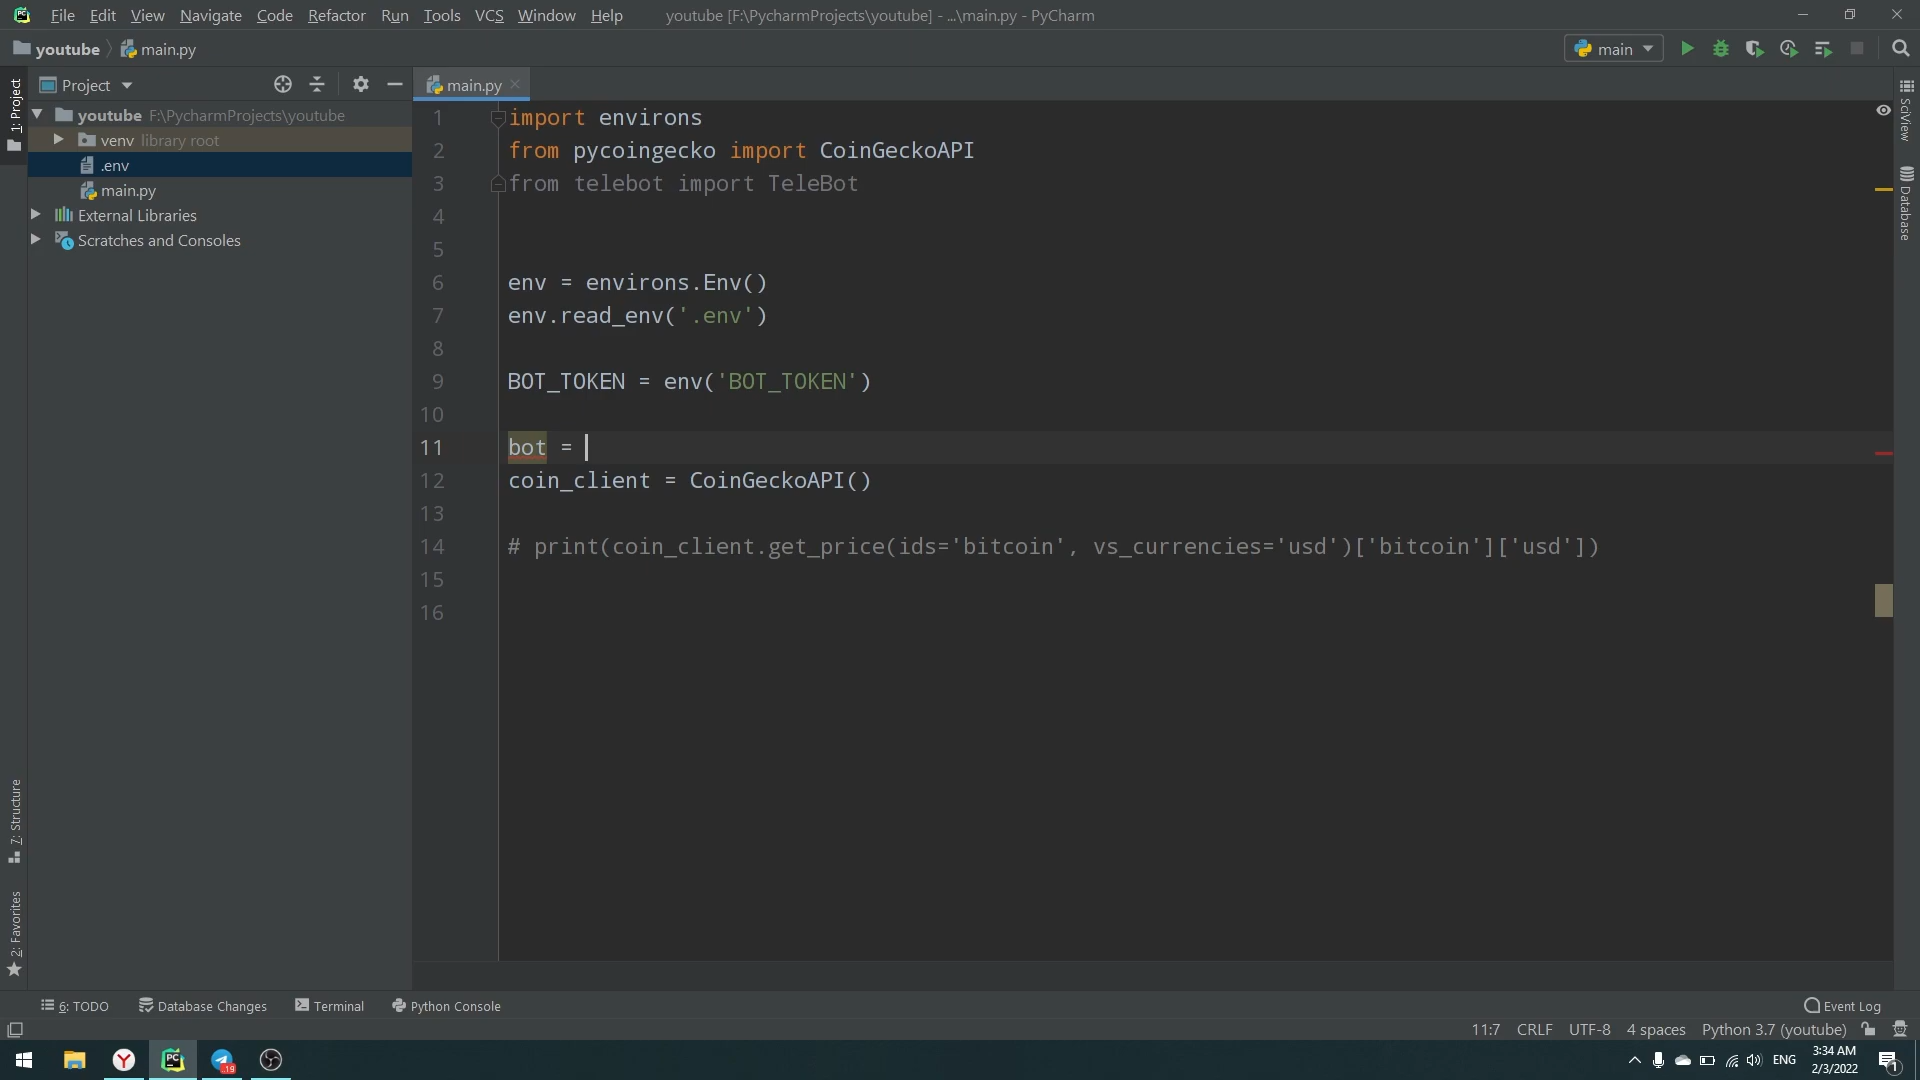 File Edit View Navigate Code Refactor Run Tools VCS Window Help youtube [F:\PycharmProjects\youtube] - ...\main.py - PyCharm
youtube main.py main
1: Project
Project
main.py
youtube F:\PycharmProjects\youtube
venv library root
.env
main.py
External Libraries
Scratches and Consoles
1 import environs
2 from pycoingecko import CoinGeckoAPI
3 from telebot import TeleBot
4
5
6 env = environs.Env()
7 env.read_env('.env')
8
9 BOT_TOKEN = env('BOT_TOKEN')
10
11 bot =
12 coin_client = CoinGeckoAPI()
13
14 # print(coin_client.get_price(ids='bitcoin', vs_currencies='usd')['bitcoin']['usd'])
15
16
SciView
Database
7: Structure
2: Favorites
6: TODO Database Changes Terminal Python Console Event Log
11:7 CRLF UTF-8 4 spaces Python 3.7 (youtube)
PC
Y
PC
19
ENG
3:34 AM
2/3/2022
1